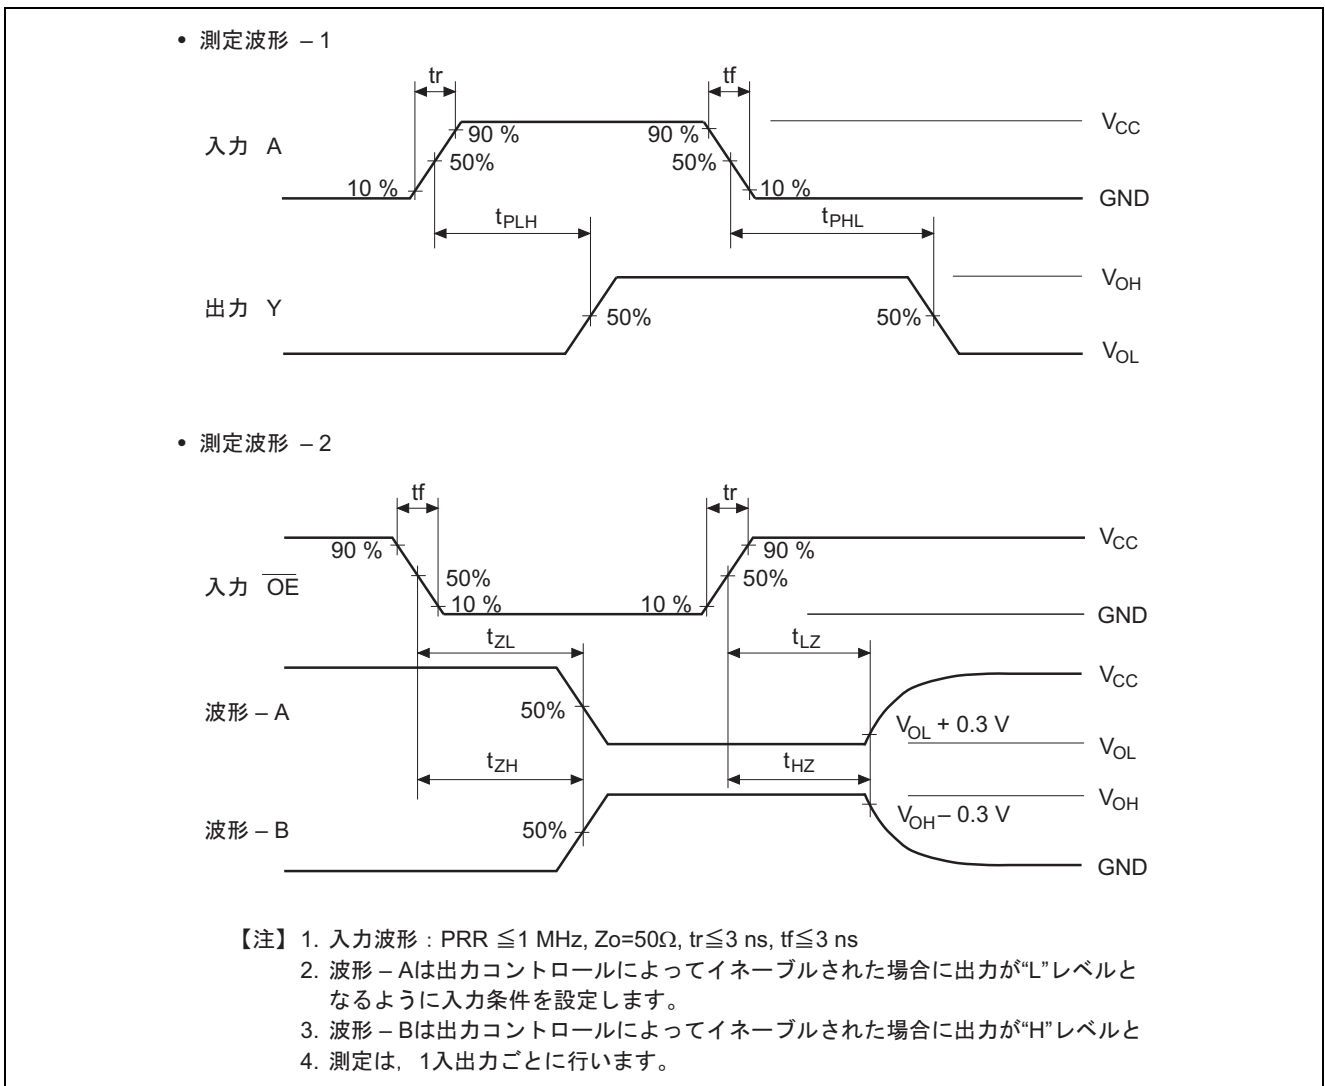 • 測定波形 – 1
tr
tf
入力 A
90 %
90 %
VCC
50%
50%
10 %
10 %
GND
tPLH
tPHL
出力 Y
VOH
50%
50%
VOL
• 測定波形 – 2
tf
tr
入力 OE
90 %
90 %
VCC
50%
50%
10 %
10 %
GND
tZL
tLZ
VCC
波形 – A
50%
VOL + 0.3 V
VOL
tZH
tHZ
VOH
波形 – B
50%
VOH – 0.3 V
GND
【注】 1. 入力波形 : PRR ≦1 MHz, Zo=50Ω, tr≦3 ns, tf≦3 ns
2. 波形 – Aは出力コントロールによってイネーブルされた場合に出力が“L”レベルと
なるように入力条件を設定します。
3. 波形 – Bは出力コントロールによってイネーブルされた場合に出力が“H”レベルと
4. 測定は, 1入出力ごとに行います。